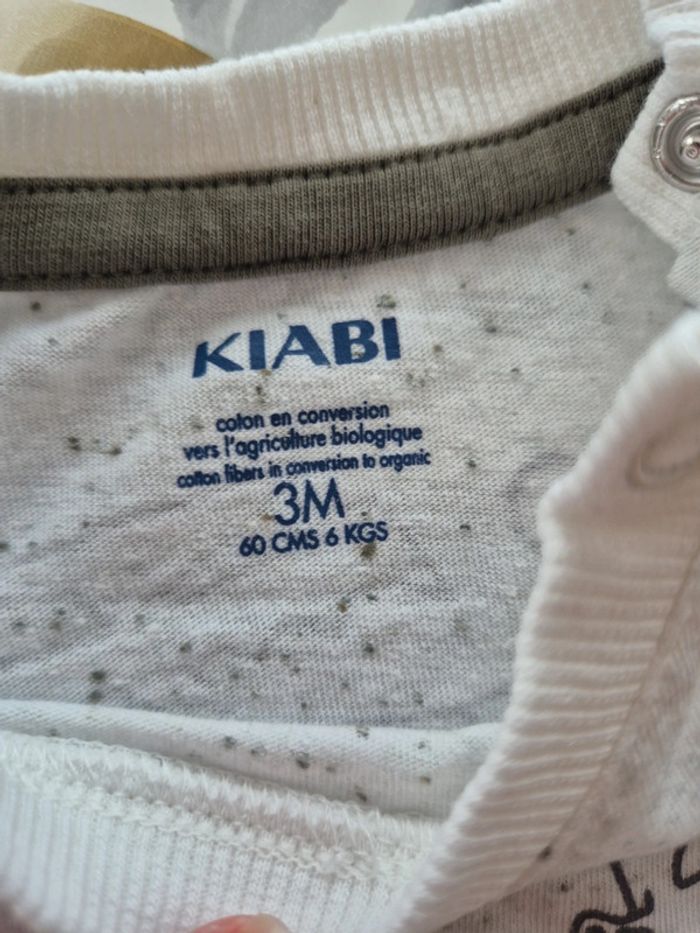 KIABI
coton en conversion
vers l'agriculture biologique
cotton fibers in conversion to organic
3M
60 CMS 6 KGS